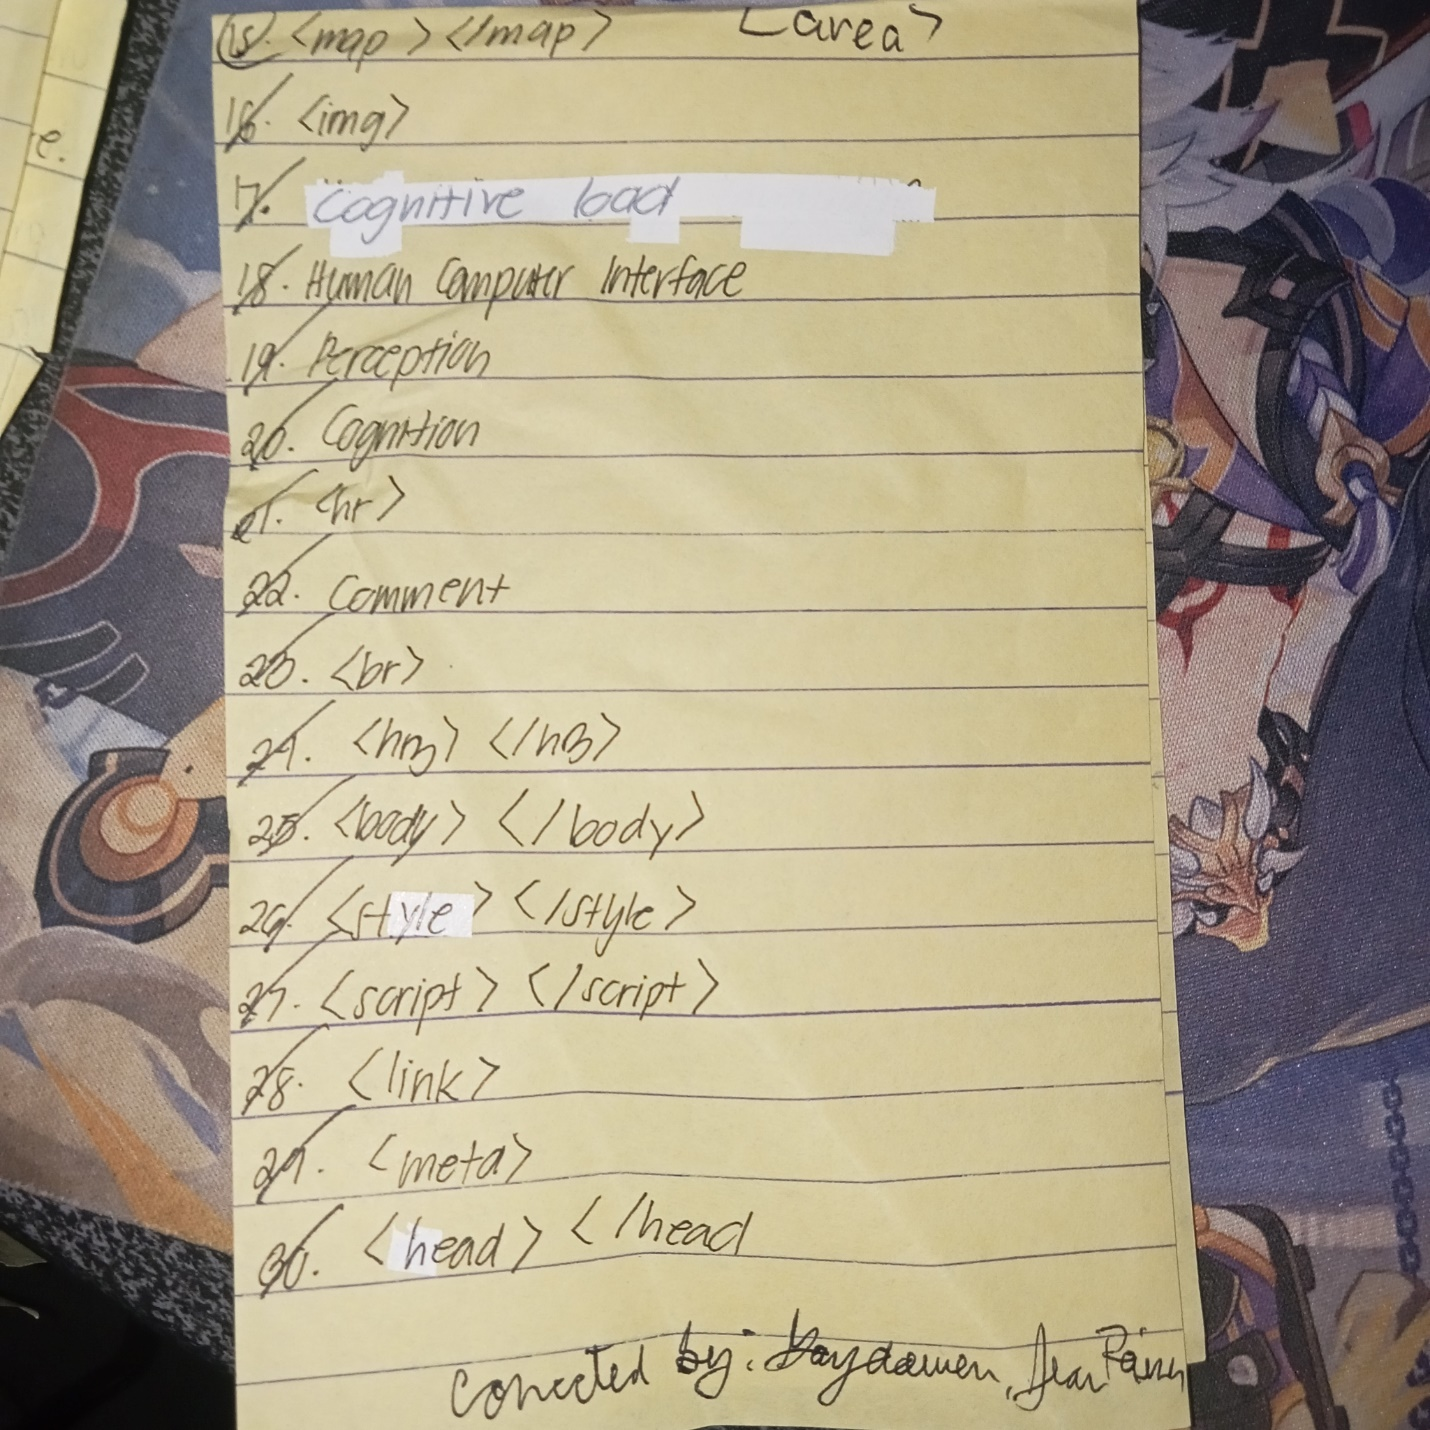 15. <map></map> <area>
e.
16. <img>
17. Cognitive load
18. Human Computer Interface
19. Perception
20. Cognition
21. <hr>
22. Comment
23. <br>
24. <h3> </h3>
25. <body> </body>
26. <style> </style>
27. <script> </script>
28. <link>
29. <meta>
30. <head> </head
Corrected by: